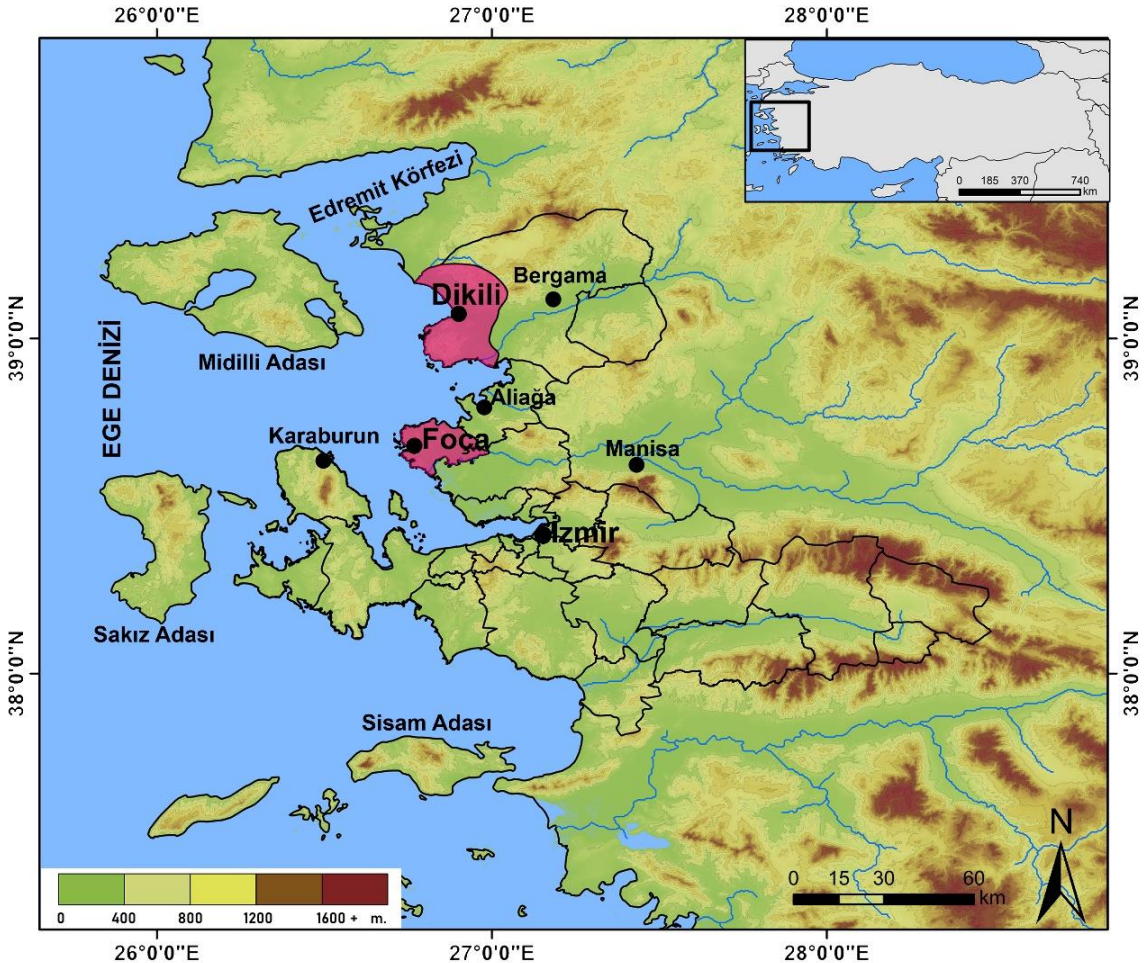 26°0'0"E 27°0'0"E 28°0'0"E
0 185 370 740
km
Edremit Körfezi
Bergama
Dikili
39°0'0"N
EGE DENİZİ
39°0'0"N
Midilli Adası
Aliağa
Karaburun
Foça
Manisa
İzmir
Sakız Adası
38°0'0"N
38°0'0"N
Sisam Adası
N
0 15 30 60
km
0 400 800 1200 1600 + m.
26°0'0"E 27°0'0"E 28°0'0"E